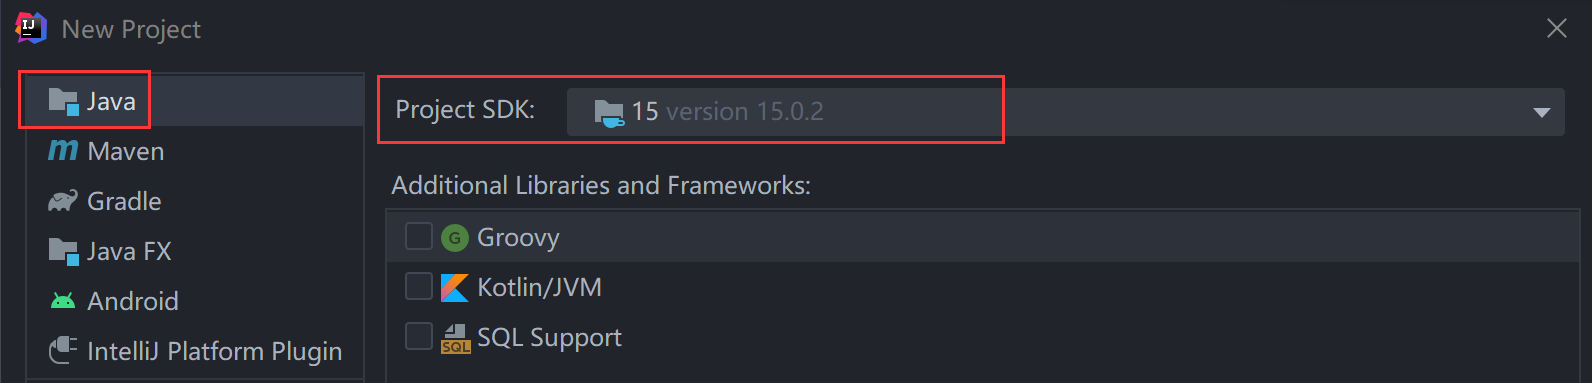 IJ
New Project
Java
Maven
Gradle
Java FX
Android
IntelliJ Platform Plugin
Project SDK: 15 version 15.0.2
Additional Libraries and Frameworks:
G Groovy
Kotlin/JVM
SQL SQL Support